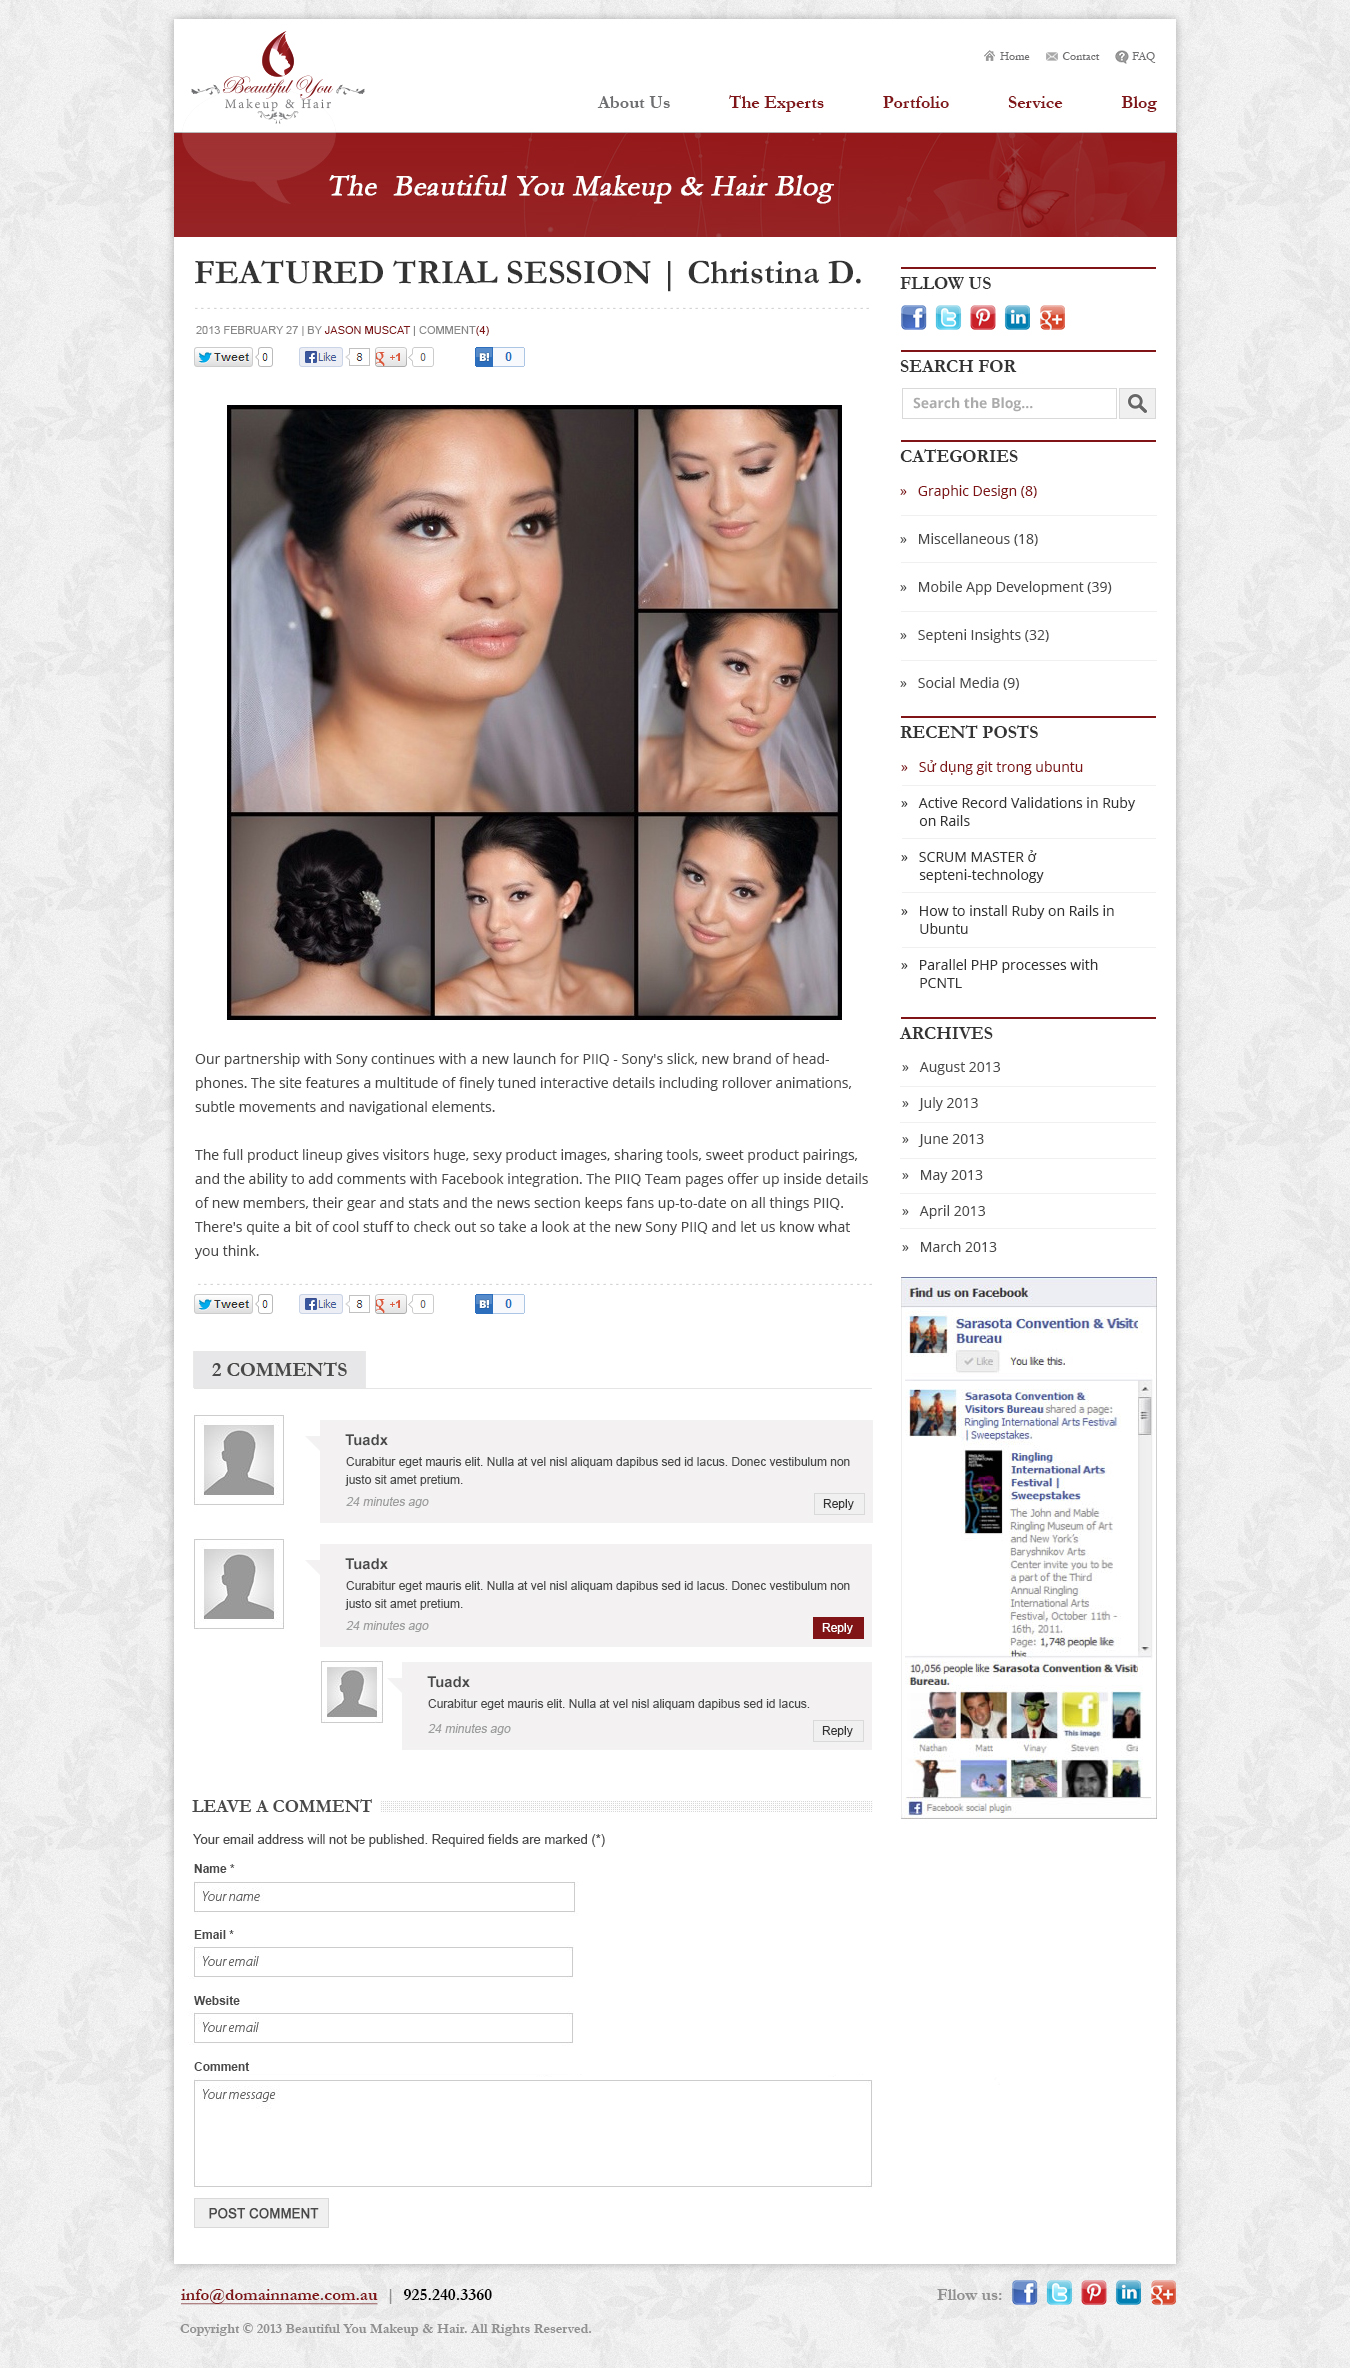 Beautiful You
Makeup & Hair
Home
Contact
FAQ
About Us
The Experts
Portfolio
Service
Blog
The Beautiful You Makeup & Hair Blog
FEATURED TRIAL SESSION | Christina D.
2013 FEBRUARY 27 | BY JASON MUSCAT | COMMENT(4)
Tweet 0
Like 8
g +1 0
B! 0
Our partnership with Sony continues with a new launch for PIIQ - Sony's slick, new brand of head-
phones. The site features a multitude of finely tuned interactive details including rollover animations,
subtle movements and navigational elements.
The full product lineup gives visitors huge, sexy product images, sharing tools, sweet product pairings,
and the ability to add comments with Facebook integration. The PIIQ Team pages offer up inside details
of new members, their gear and stats and the news section keeps fans up-to-date on all things PIIQ.
There's quite a bit of cool stuff to check out so take a look at the new Sony PIIQ and let us know what
you think.
Tweet 0
Like 8
g +1 0
B! 0
2 COMMENTS
Tuadx
Curabitur eget mauris elit. Nulla at vel nisl aliquam dapibus sed id lacus. Donec vestibulum non
justo sit amet pretium.
24 minutes ago
Reply
Tuadx
Curabitur eget mauris elit. Nulla at vel nisl aliquam dapibus sed id lacus. Donec vestibulum non
justo sit amet pretium.
24 minutes ago
Reply
Tuadx
Curabitur eget mauris elit. Nulla at vel nisl aliquam dapibus sed id lacus.
24 minutes ago
Reply
LEAVE A COMMENT
Your email address will not be published. Required fields are marked (*)
Name *
Your name
Email *
Your email
Website
Your email
Comment
Your message
POST COMMENT
FLLOW US
f t p in g+
SEARCH FOR
Search the Blog...
CATEGORIES
» Graphic Design (8)
» Miscellaneous (18)
» Mobile App Development (39)
» Septeni Insights (32)
» Social Media (9)
RECENT POSTS
» Sử dụng git trong ubuntu
» Active Record Validations in Ruby
on Rails
» SCRUM MASTER ở
septeni-technology
» How to install Ruby on Rails in
Ubuntu
» Parallel PHP processes with
PCNTL
ARCHIVES
» August 2013
» July 2013
» June 2013
» May 2013
» April 2013
» March 2013
Find us on Facebook
Sarasota Convention & Visito
Bureau
Like
You like this.
Sarasota Convention &
Visitors Bureau shared a page:
Ringling International Arts Festival
| Sweepstakes.
Ringling
International Arts
Festival |
Sweepstakes
The John and Mable
Ringling Museum of Art
and New York's
Baryshnikov Arts
Center invite you to be
a part of the Third
Annual Ringling
International Arts
Festival, October 11th -
16th, 2011.
Page: 1,748 people like
this
10,056 people like Sarasota Convention & Visit
Bureau.
This image
Nathan
Matt
Vinay
Steven
Gra
Facebook social plugin
info@domainname.com.au | 925.240.3360
Fllow us:
f t p in g+
Copyright © 2013 Beautiful You Makeup & Hair. All Rights Reserved.